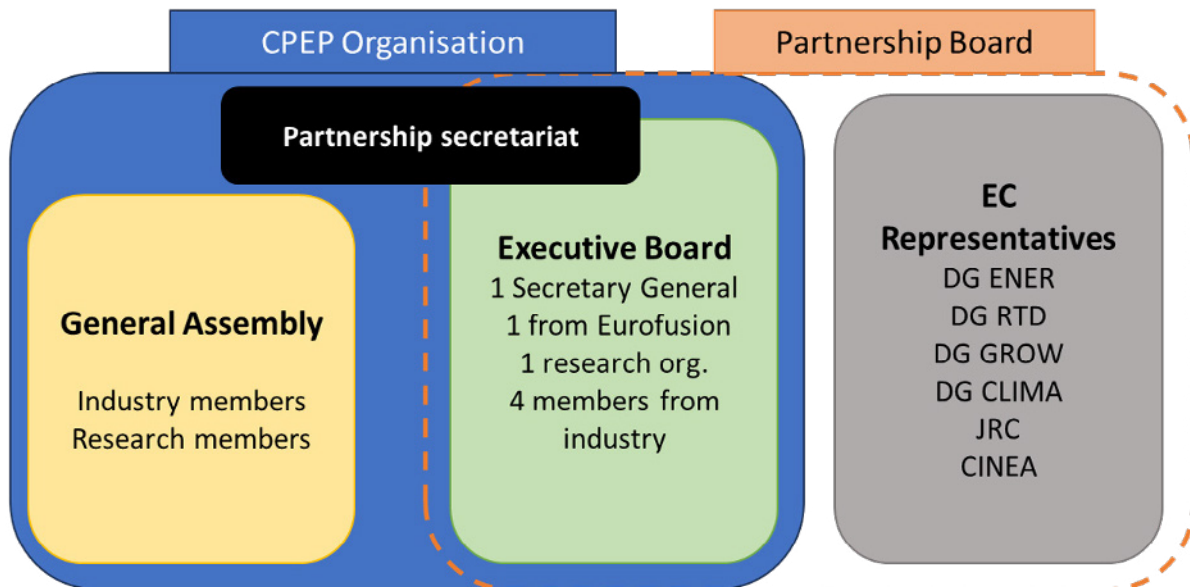 CPEP Organisation
Partnership Board
Partnership secretariat
General Assembly
Industry members
Research members
Executive Board
1 Secretary General
1 from Eurofusion
1 research org.
4 members from
industry
EC
Representatives
DG ENER
DG RTD
DG GROW
DG CLIMA
JRC
CINEA